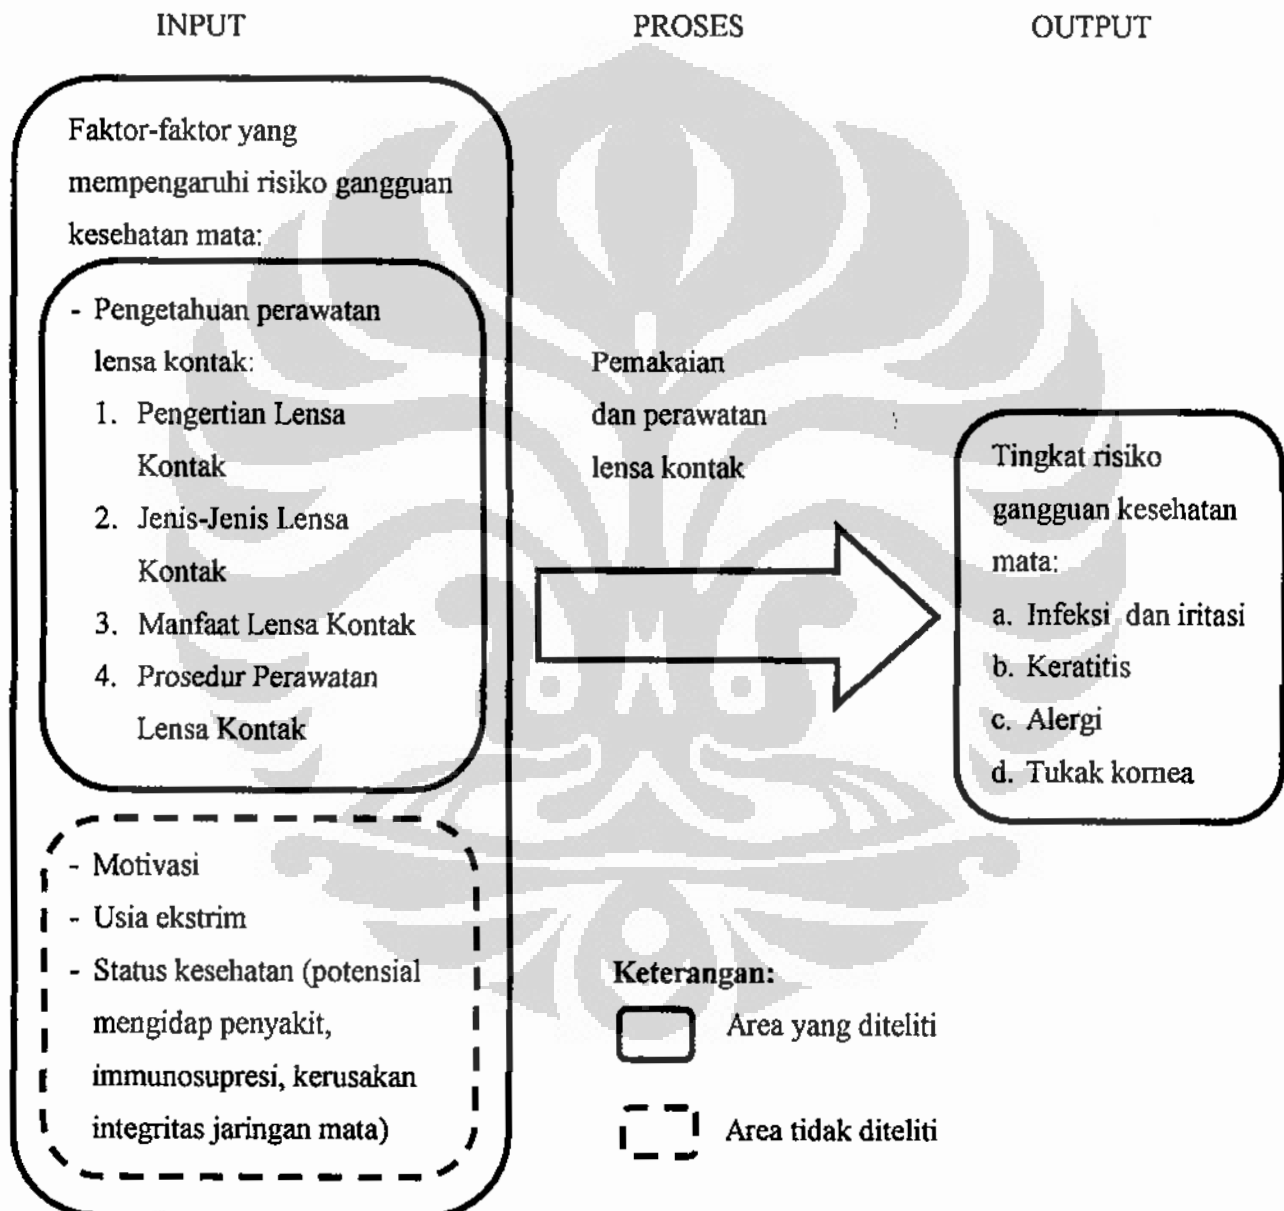 INPUT
PROSES
OUTPUT
Faktor-faktor yang
mempengaruhi risiko gangguan
kesehatan mata:
- Pengetahuan perawatan
lensa kontak:
1. Pengertian Lensa
Kontak
2. Jenis-Jenis Lensa
Kontak
3. Manfaat Lensa Kontak
4. Prosedur Perawatan
Lensa Kontak
- Motivasi
- Usia ekstrim
- Status kesehatan (potensial
mengidap penyakit,
immunosupresi, kerusakan
integritas jaringan mata)
Pemakaian
dan perawatan
lensa kontak
Tingkat risiko
gangguan kesehatan
mata:
a. Infeksi dan iritasi
b. Keratitis
c. Alergi
d. Tukak kornea
Keterangan:
Area yang diteliti
Area tidak diteliti